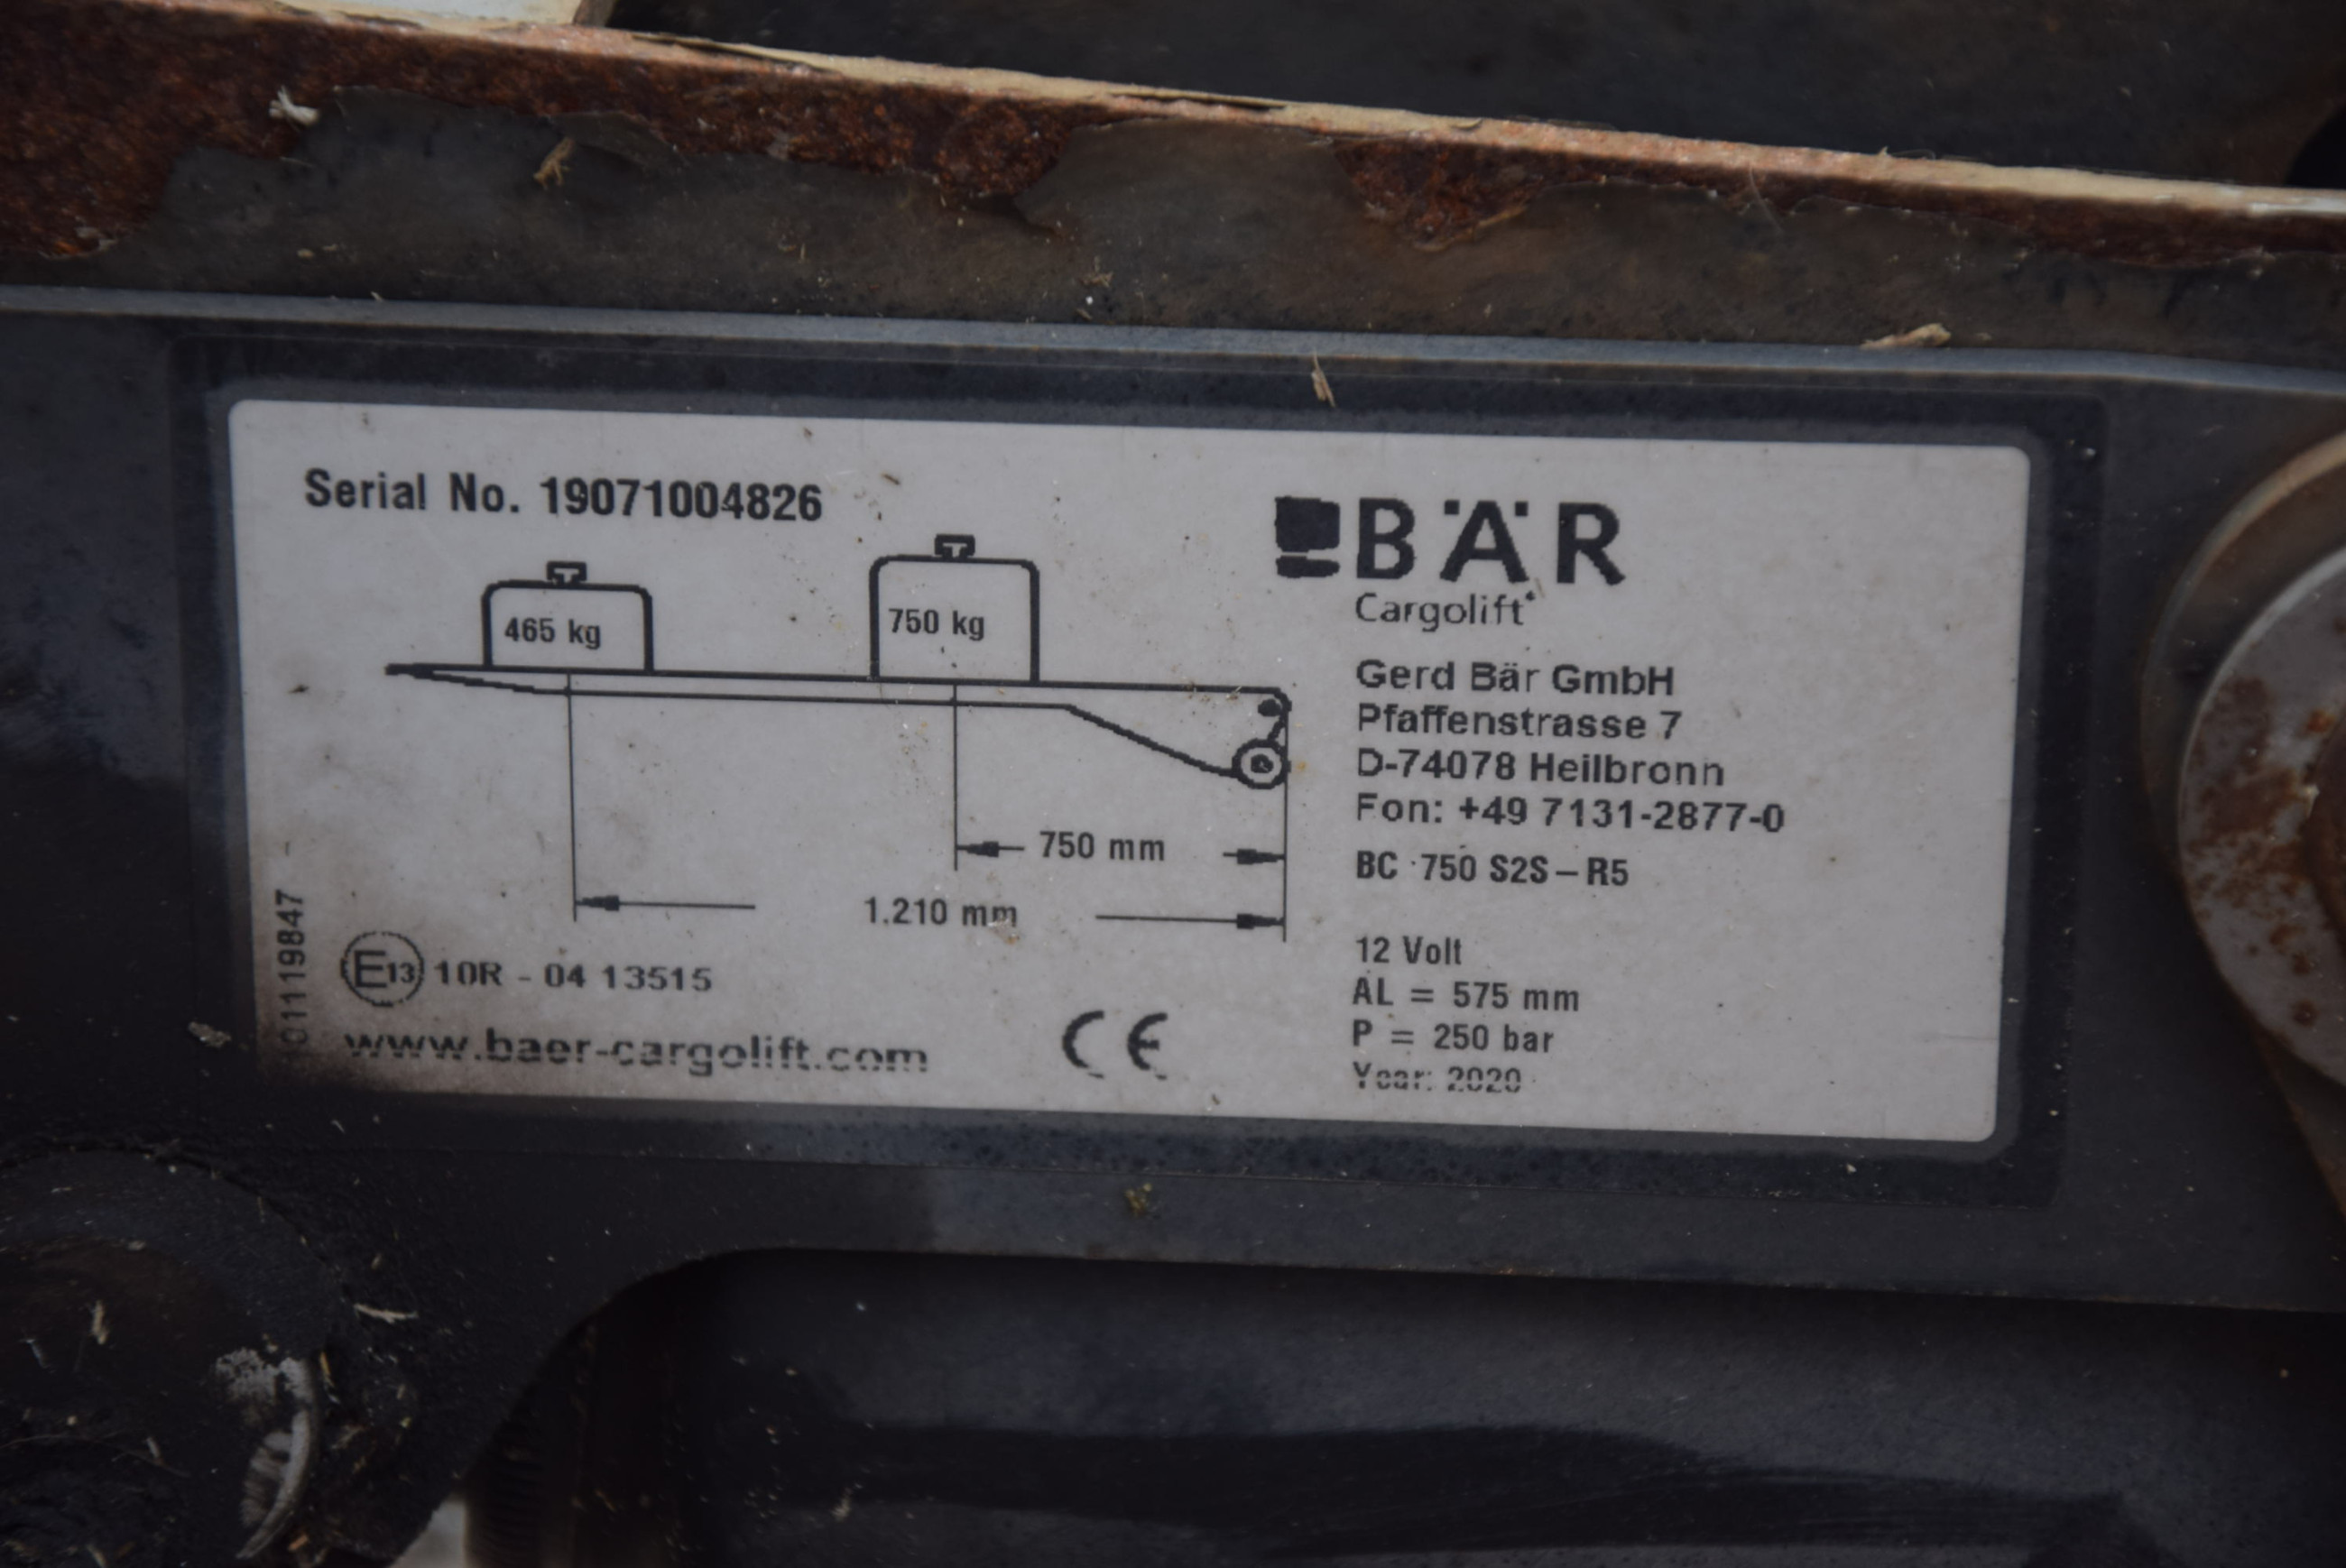 Serial No. 19071004826
465 kg
750 kg
750 mm
1.210 mm
101119847
E13 10R - 04 13515
www.baer-cargolift.com
CE
BÄR
Cargolift
Gerd Bär GmbH
Pfaffenstrasse 7
D-74078 Heilbronn
Fon: +49 7131-2877-0
BC 750 S2S – R5
12 Volt
AL = 575 mm
P = 250 bar
Year: 2020